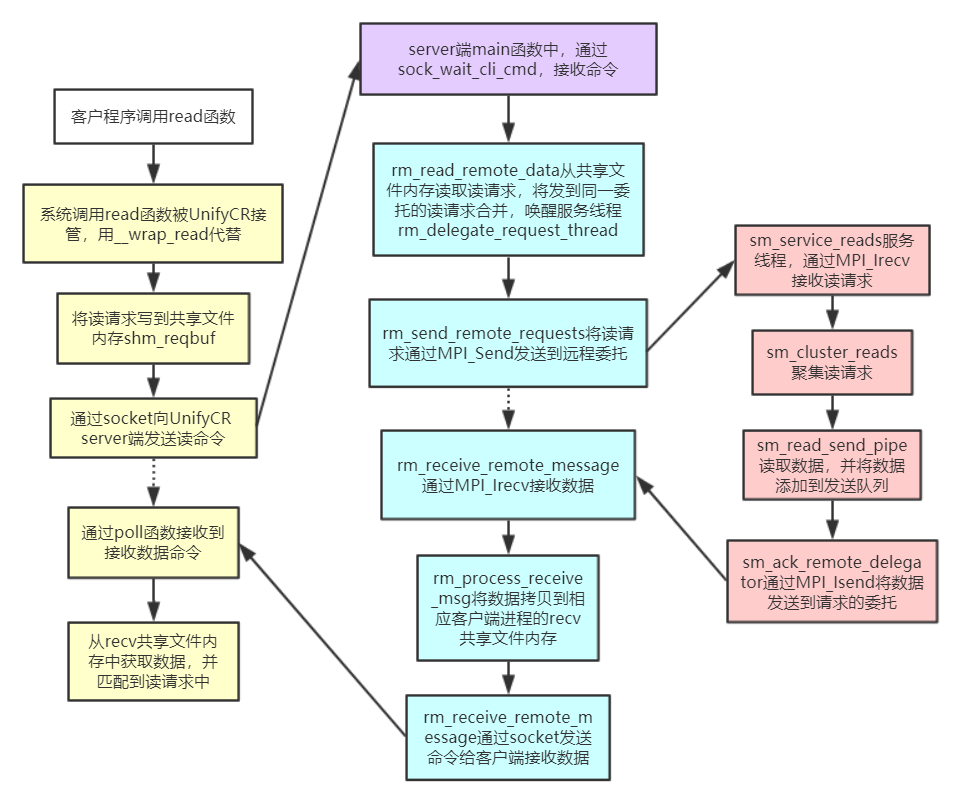 客户程序调用read函数
系统调用read函数被UnifyCR接
管，用__wrap_read代替
将读请求写到共享文件
内存shm_reqbuf
通过socket向UnifyCR
server端发送读命令
通过poll函数接收到
接收数据命令
从recv共享文件内
存中获取数据，并
匹配到读请求中
server端main函数中，通过
sock_wait_cli_cmd，接收命令
rm_read_remote_data从共享文
件内存读取读请求，将发到同一委
托的读请求合并，唤醒服务线程
rm_delegate_request_thread
rm_send_remote_requests将读请
求通过MPI_Send发送到远程委托
rm_receive_remote_message
通过MPI_Irecv接收数据
rm_process_receive
_msg将数据拷贝到相
应客户端进程的recv
共享文件内存
rm_receive_remote_m
essage通过socket发送
命令给客户端接收数据
sm_service_reads服务
线程，通过MPI_Irecv
接收读请求
sm_cluster_reads
聚集读请求
sm_read_send_pipe
读取数据，并将数据
添加到发送队列
sm_ack_remote_delega
tor通过MPI_Isend将数据
发送到请求的委托